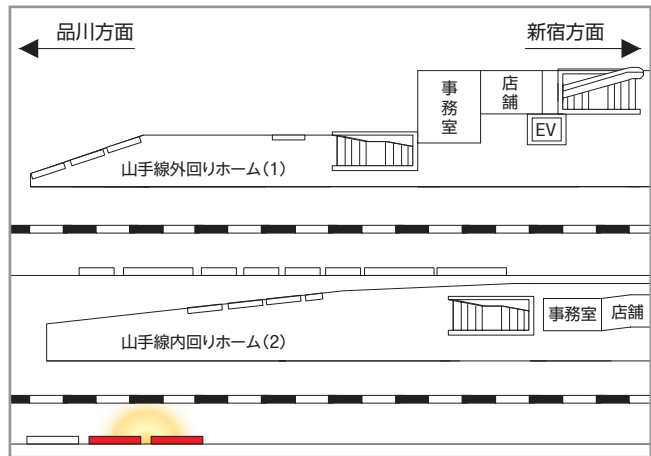 品川方面
新宿方面
事務室
店舗
EV
山手線外回りホーム(1)
山手線内回りホーム(2)
事務室
店舗